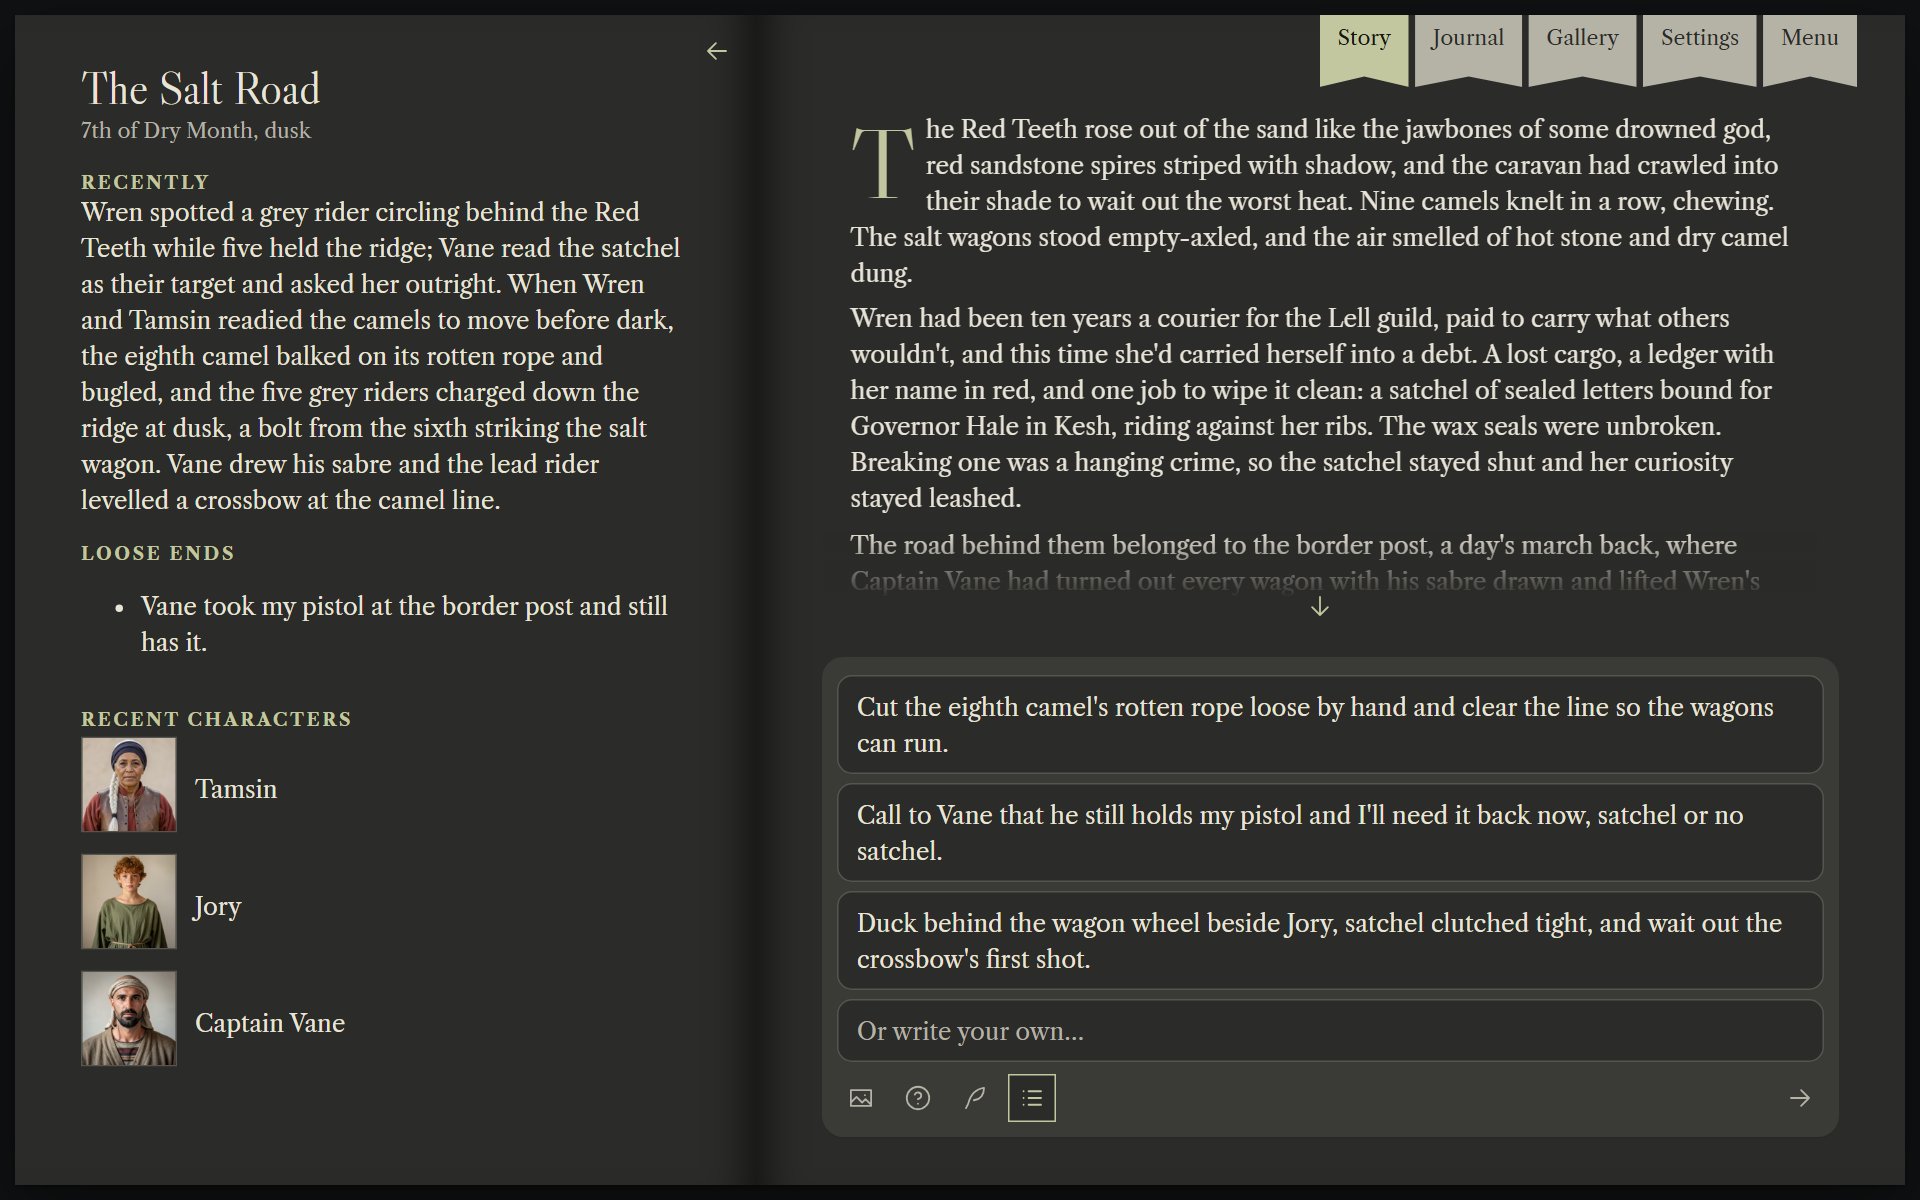 The Salt Road
7th of Dry Month, dusk
RECENTLY
Wren spotted a grey rider circling behind the Red
Teeth while five held the ridge; Vane read the satchel
as their target and asked her outright. When Wren
and Tamsin readied the camels to move before dark,
the eighth camel balked on its rotten rope and
bugled, and the five grey riders charged down the
ridge at dusk, a bolt from the sixth striking the salt
wagon. Vane drew his sabre and the lead rider
levelled a crossbow at the camel line.
LOOSE ENDS
• Vane took my pistol at the border post and still
has it.
RECENT CHARACTERS
Tamsin
Jory
Captain Vane
Story
Journal
Gallery
Settings
Menu
The Red Teeth rose out of the sand like the jawbones of some drowned god,
red sandstone spires striped with shadow, and the caravan had crawled into
their shade to wait out the worst heat. Nine camels knelt in a row, chewing.
The salt wagons stood empty-axled, and the air smelled of hot stone and dry camel
dung.
Wren had been ten years a courier for the Lell guild, paid to carry what others
wouldn't, and this time she'd carried herself into a debt. A lost cargo, a ledger with
her name in red, and one job to wipe it clean: a satchel of sealed letters bound for
Governor Hale in Kesh, riding against her ribs. The wax seals were unbroken.
Breaking one was a hanging crime, so the satchel stayed shut and her curiosity
stayed leashed.
The road behind them belonged to the border post, a day's march back, where
Captain Vane had turned out every wagon with his sabre drawn and lifted Wren's
Cut the eighth camel's rotten rope loose by hand and clear the line so the wagons
can run.
Call to Vane that he still holds my pistol and I'll need it back now, satchel or no
satchel.
Duck behind the wagon wheel beside Jory, satchel clutched tight, and wait out the
crossbow's first shot.
Or write your own...